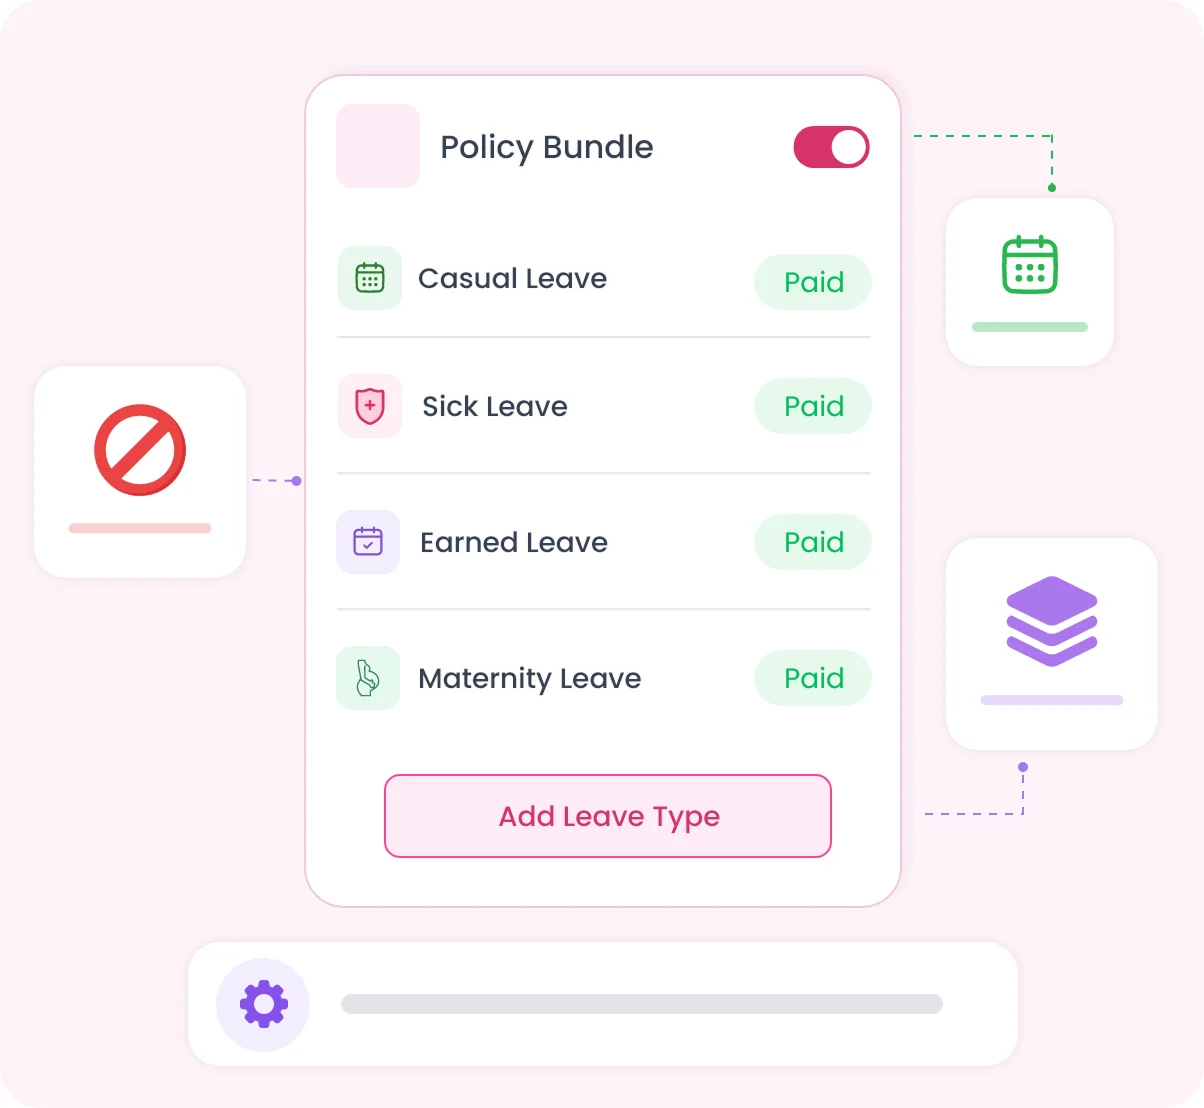 Policy Bundle
Casual Leave
Paid
Sick Leave
Paid
Earned Leave
Paid
Maternity Leave
Paid
Add Leave Type